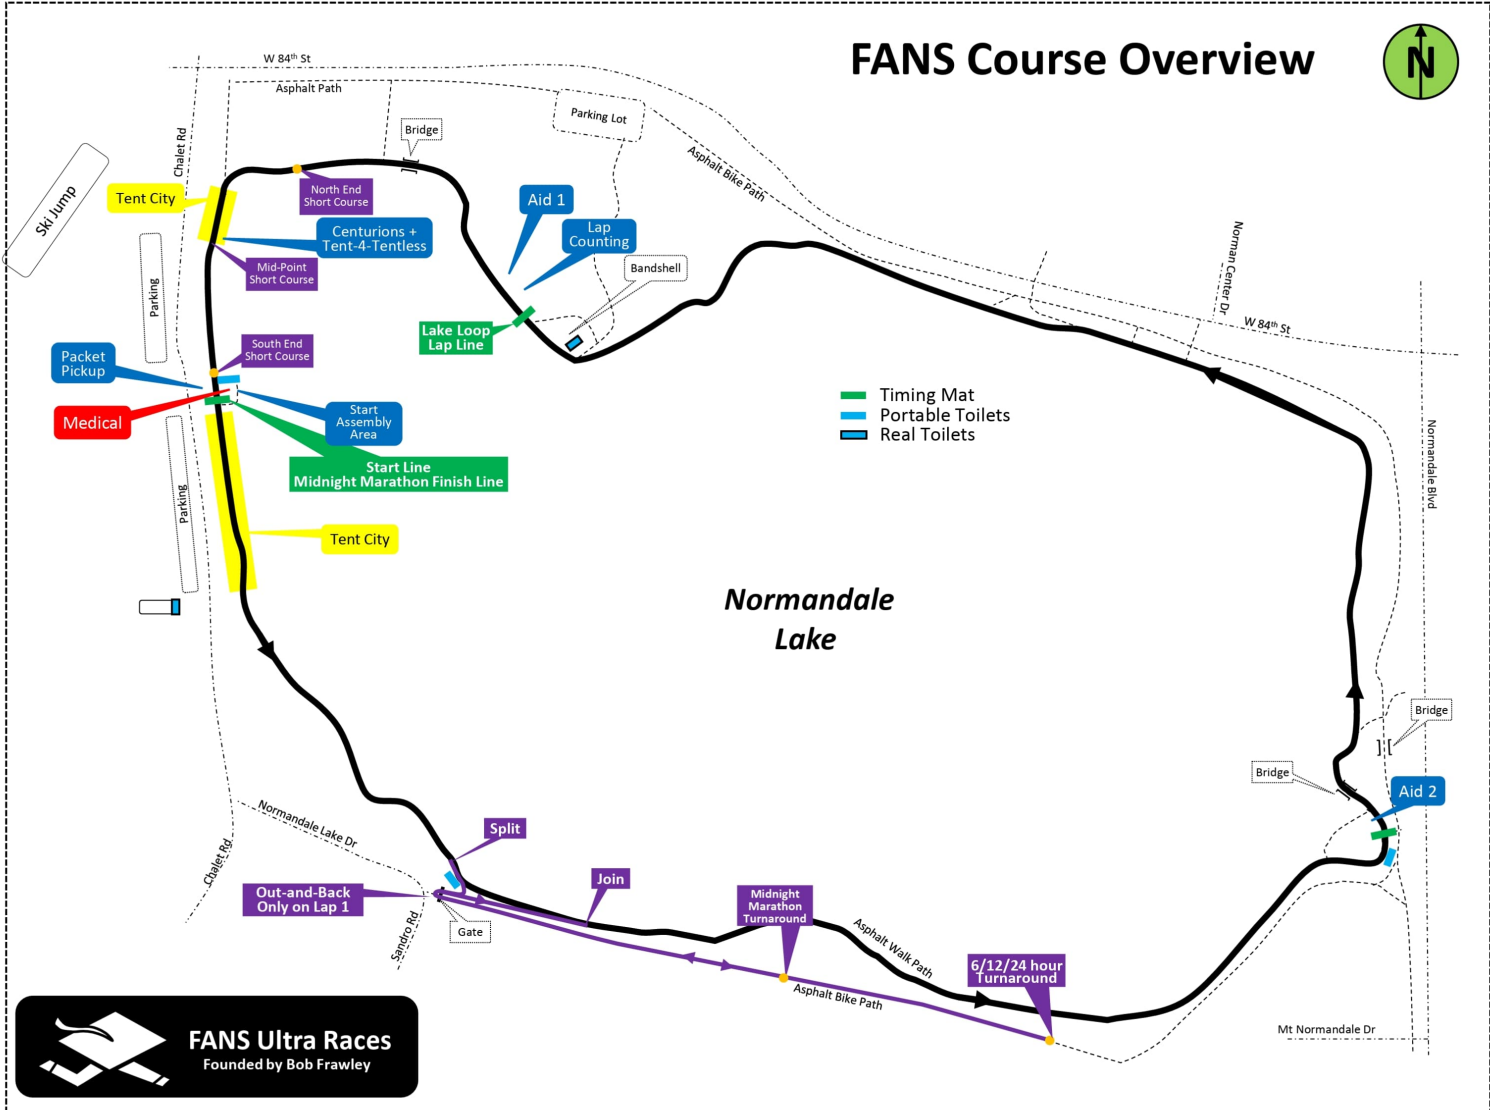 FANS Course Overview
N
W 84th St
Asphalt Path
Parking Lot
Bridge
Chalet Rd
Asphalt Bike Path
Ski Jump
Tent City
North End
Short Course
Aid 1
Centurions +
Tent-4-Tentless
Lap
Counting
Mid-Point
Short Course
Bandshell
Norman Center Dr
Parking
W 84th St
Lake Loop
Lap Line
South End
Short Course
Packet
Pickup
Medical
Start
Assembly
Area
Timing Mat
Portable Toilets
Real Toilets
Start Line
Midnight Marathon Finish Line
Normandale Blvd
Parking
Tent City
Normandale
Lake
Bridge
Bridge
Aid 2
Normandale Lake Dr
Split
Chalet Rd
Join
Out-and-Back
Only on Lap 1
Midnight
Marathon
Turnaround
Sandro Rd
Gate
Asphalt Walk Path
6/12/24 hour
Turnaround
Asphalt Bike Path
Mt Normandale Dr
FANS Ultra Races
Founded by Bob Frawley